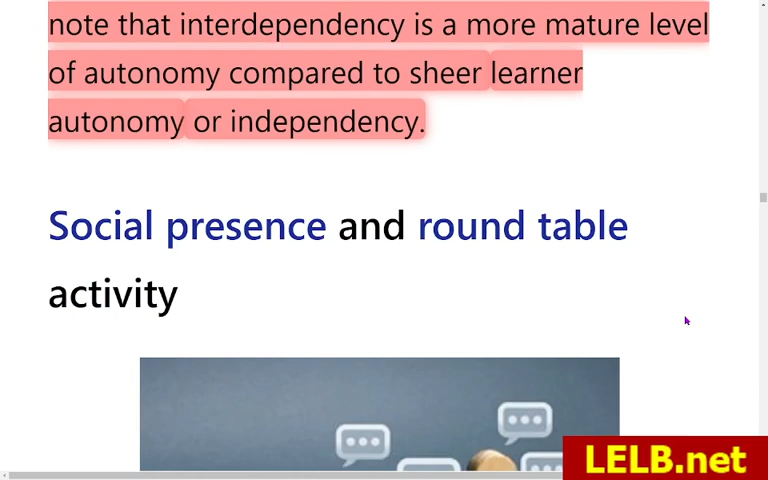 note that interdependency is a more mature level
of autonomy compared to sheer learner
autonomy or independency.
Social presence and round table
activity
LELB.net